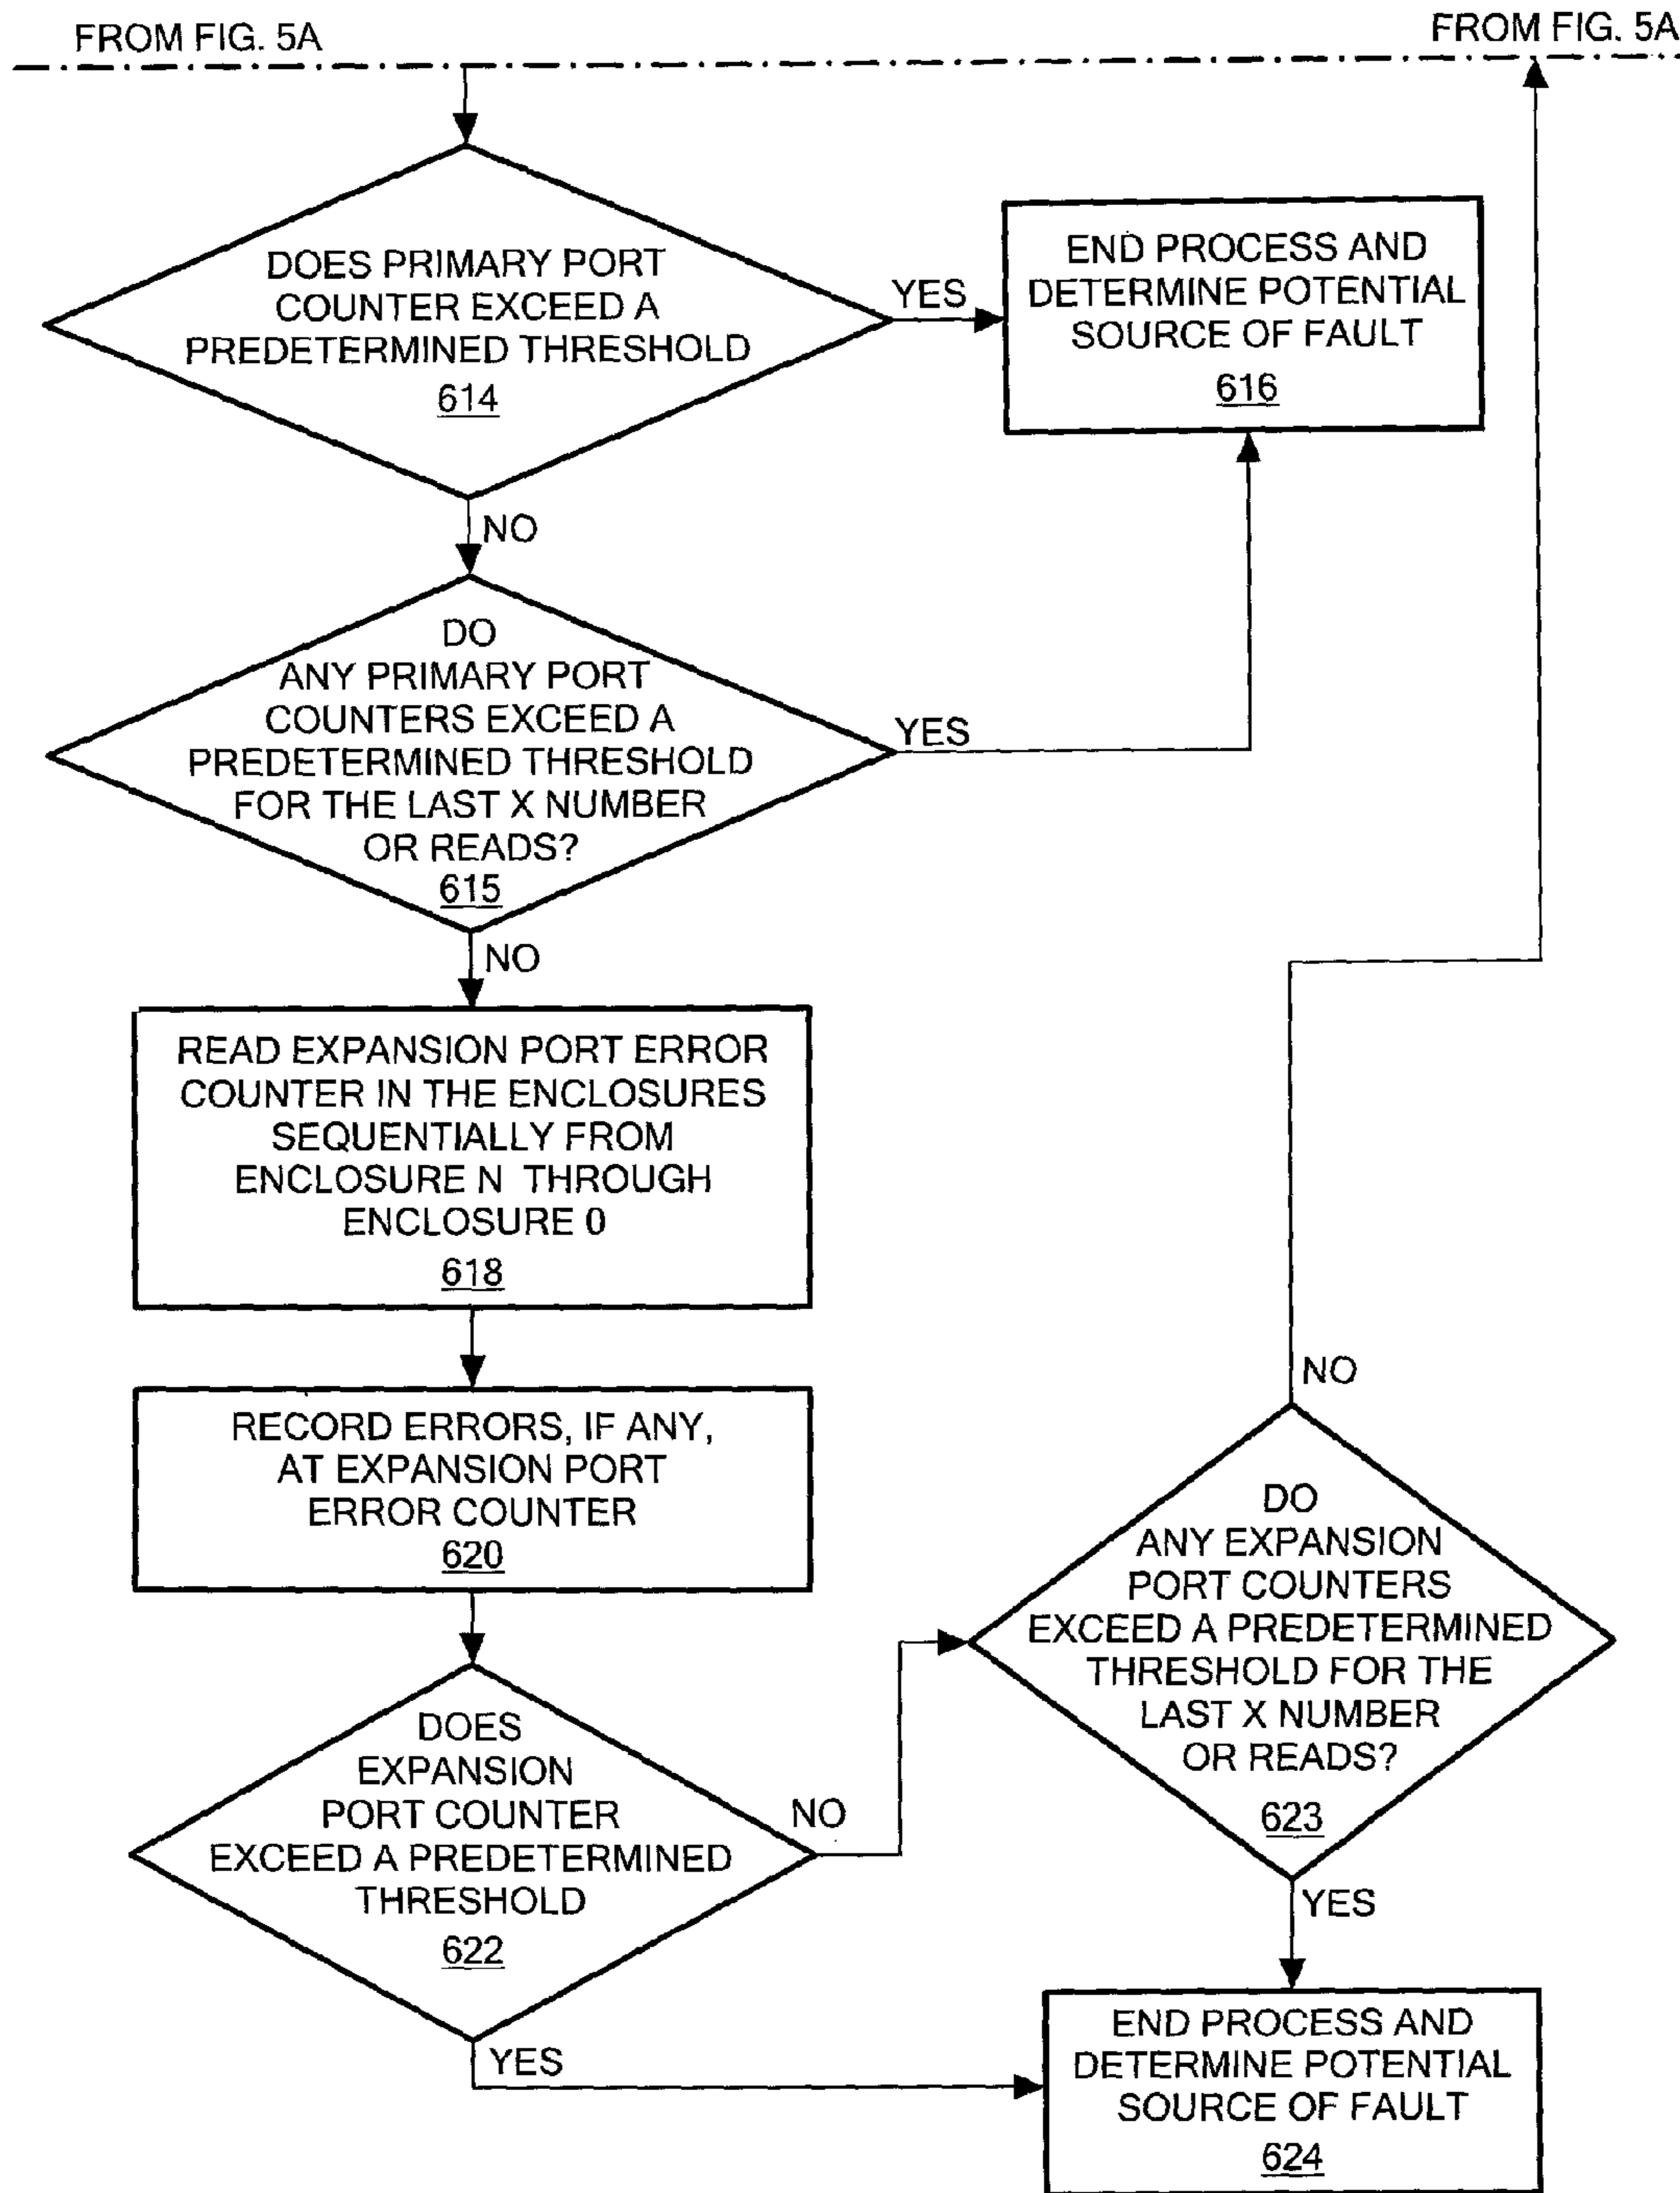 FROM FIG. 5A
FROM FIG. 5A
DOES PRIMARY PORT
COUNTER EXCEED A
PREDETERMINED THRESHOLD
614
YES
END PROCESS AND
DETERMINE POTENTIAL
SOURCE OF FAULT
616
NO
DO
ANY PRIMARY PORT
COUNTERS EXCEED A
PREDETERMINED THRESHOLD
FOR THE LAST X NUMBER
OR READS?
615
YES
NO
READ EXPANSION PORT ERROR
COUNTER IN THE ENCLOSURES
SEQUENTIALLY FROM
ENCLOSURE N THROUGH
ENCLOSURE 0
618
RECORD ERRORS, IF ANY,
AT EXPANSION PORT
ERROR COUNTER
620
DOES
EXPANSION
PORT COUNTER
EXCEED A PREDETERMINED
THRESHOLD
622
NO
YES
NO
DO
ANY EXPANSION
PORT COUNTERS
EXCEED A PREDETERMINED
THRESHOLD FOR THE
LAST X NUMBER
OR READS?
623
YES
END PROCESS AND
DETERMINE POTENTIAL
SOURCE OF FAULT
624